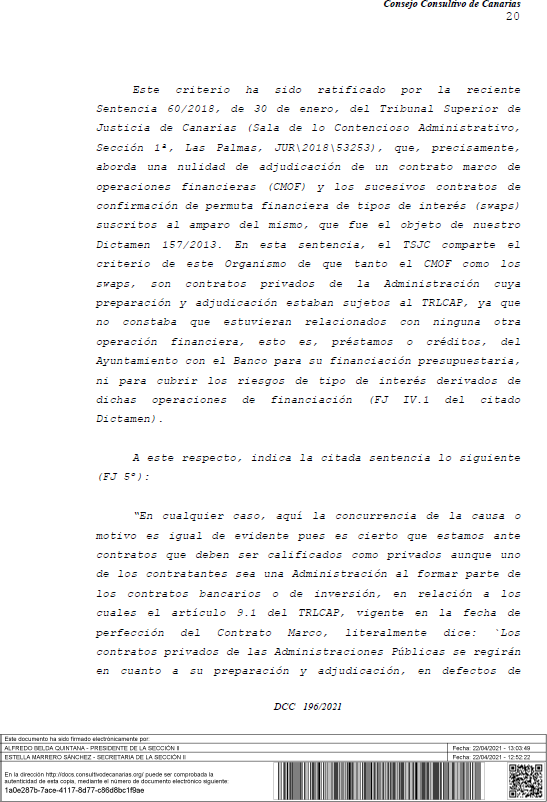 Consejo Consultivo de Canarias
20
Este criterio ha sido ratificado por la reciente
Sentencia 60/2018, de 30 de enero, del Tribunal Superior de
Justicia de Canarias (Sala de lo Contencioso Administrativo,
Sección 1ª, Las Palmas, JUR\2018\53253), que, precisamente,
aborda una nulidad de adjudicación de un contrato marco de
operaciones financieras (CMOF) y los sucesivos contratos de
confirmación de permuta financiera de tipos de interés (swaps)
suscritos al amparo del mismo, que fue el objeto de nuestro
Dictamen 157/2013. En esta sentencia, el TSJC comparte el
criterio de este Organismo de que tanto el CMOF como los
swaps, son contratos privados de la Administración cuya
preparación y adjudicación estaban sujetos al TRLCAP, ya que
no constaba que estuvieran relacionados con ninguna otra
operación financiera, esto es, préstamos o créditos, del
Ayuntamiento con el Banco para su financiación presupuestaria,
ni para cubrir los riesgos de tipo de interés derivados de
dichas operaciones de financiación (FJ IV.1 del citado
Dictamen).
A este respecto, indica la citada sentencia lo siguiente
(FJ 5º):
“En cualquier caso, aquí la concurrencia de la causa o
motivo es igual de evidente pues es cierto que estamos ante
contratos que deben ser calificados como privados aunque uno
de los contratantes sea una Administración al formar parte de
los contratos bancarios o de inversión, en relación a los
cuales el artículo 9.1 del TRLCAP, vigente en la fecha de
perfección del Contrato Marco, literalmente dice: `Los
contratos privados de las Administraciones Públicas se regirán
en cuanto a su preparación y adjudicación, en defectos de
DCC 196/2021
Este documento ha sido firmado electrónicamente por:
ALFREDO BELDA QUINTANA - PRESIDENTE DE LA SECCIÓN II Fecha: 22/04/2021 - 13:03:49
ESTELLA MARRERO SÁNCHEZ - SECRETARIA DE LA SECCIÓN II Fecha: 22/04/2021 - 12:52:22
En la dirección http://docs.consultivodecanarias.org/ puede ser comprobada la
autenticidad de esta copia, mediante el número de documento electrónico siguiente:
1a0e287b-7ace-4117-8d77-c86d8bc1f9ae